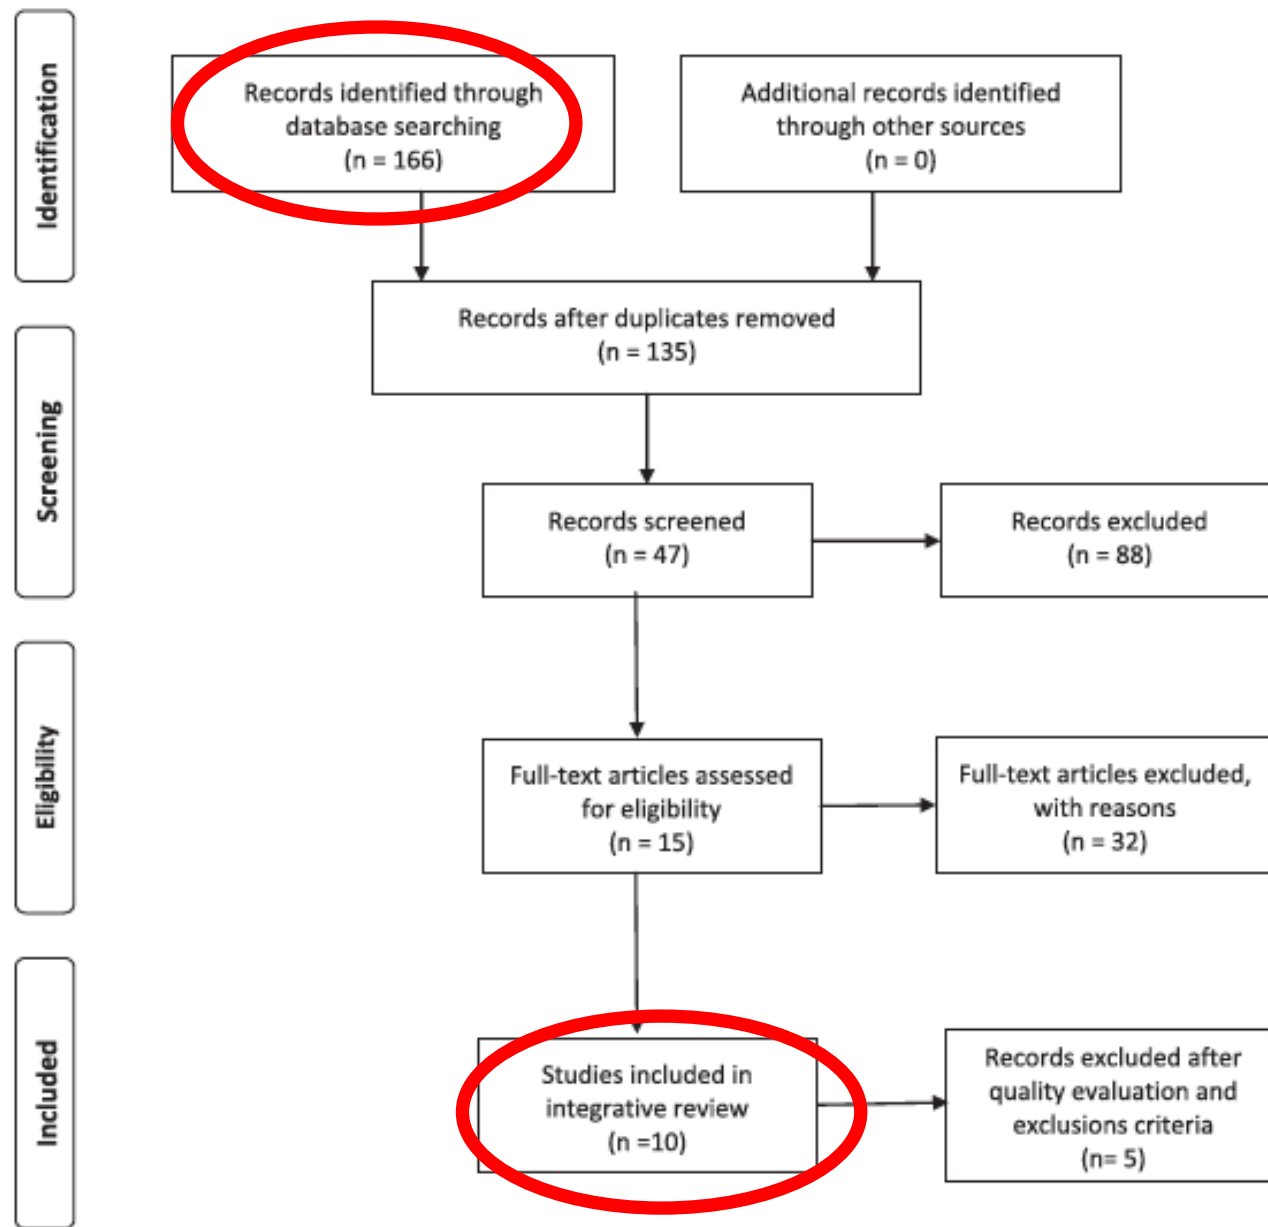 Identification
Records identified through
database searching
(n = 166)
Additional records identified
through other sources
(n = 0)
Records after duplicates removed
(n = 135)
Screening
Records screened
(n = 47)
Records excluded
(n = 88)
Eligibility
Full-text articles assessed
for eligibility
(n = 15)
Full-text articles excluded,
with reasons
(n = 32)
Included
Studies included in
integrative review
(n =10)
Records excluded after
quality evaluation and
exclusions criteria
(n= 5)